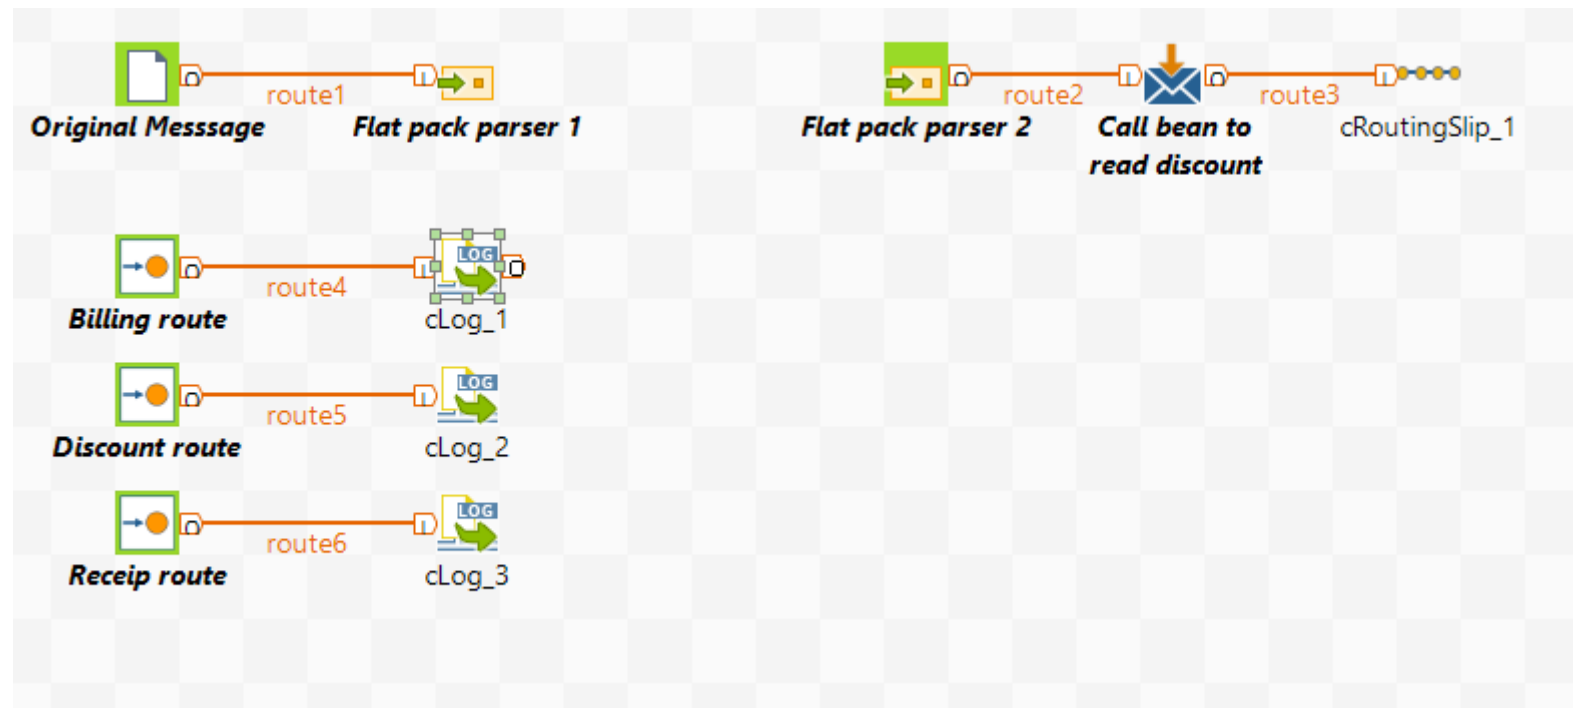 route1
Original Messsage
Flat pack parser 1
route2
route3
Flat pack parser 2
Call bean to
read discount
cRoutingSlip_1
LOG
route4
Billing route
cLog_1
LOG
route5
Discount route
cLog_2
LOG
route6
Receip route
cLog_3